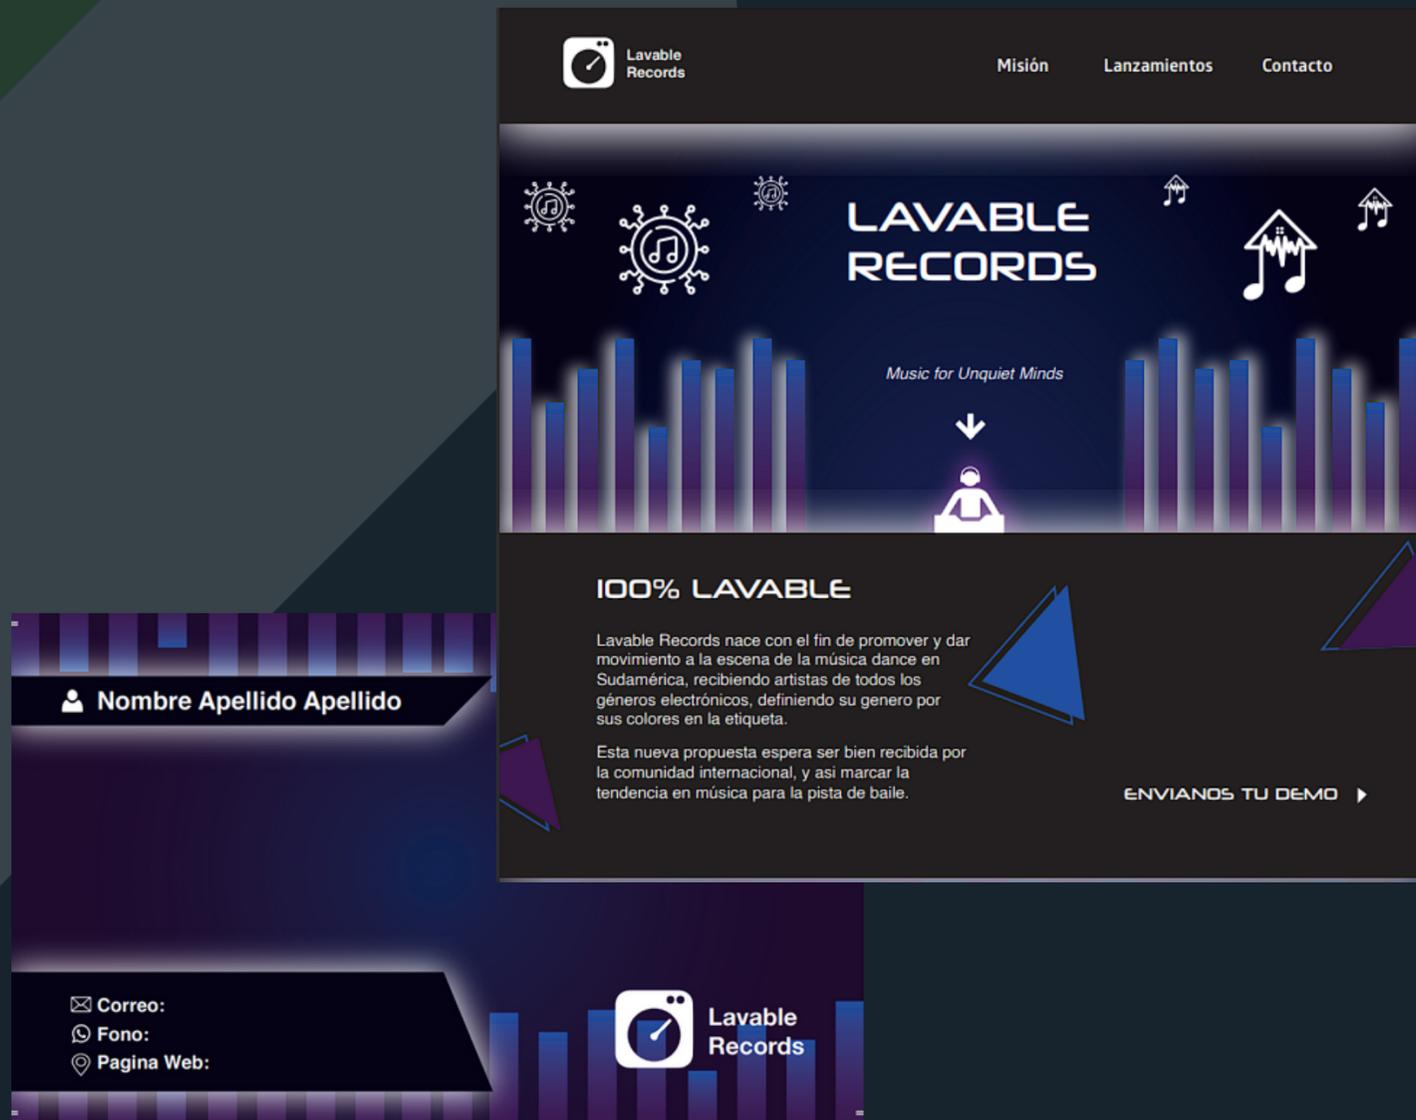 Lavable
Records
Misión Lanzamientos Contacto
LAVABLE
RECORDS
Music for Unquiet Minds
100% LAVABLE
Lavable Records nace con el fin de promover y dar
movimiento a la escena de la música dance en
Sudamérica, recibiendo artistas de todos los
géneros electrónicos, definiendo su genero por
sus colores en la etiqueta.
Esta nueva propuesta espera ser bien recibida por
la comunidad internacional, y asi marcar la
tendencia en música para la pista de baile.
ENVIANOS TU DEMO
Nombre Apellido Apellido
Correo:
Fono:
Pagina Web:
Lavable
Records